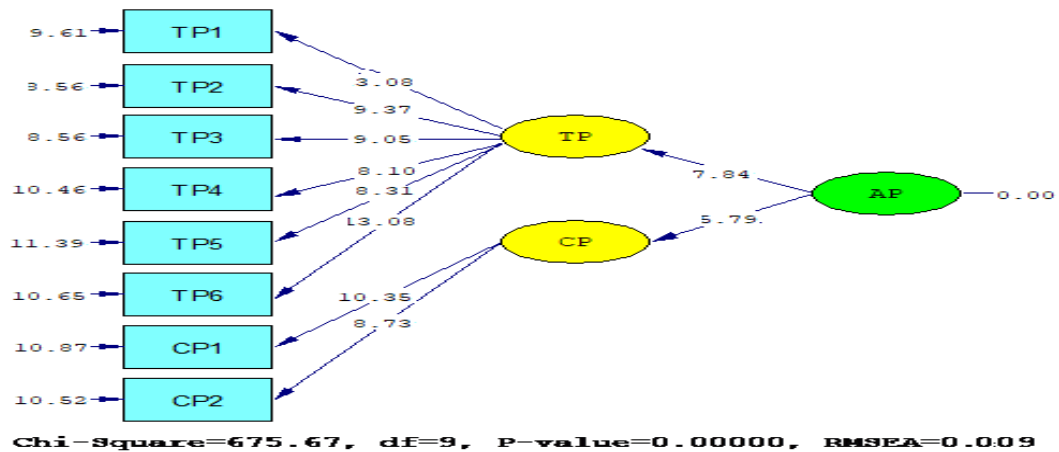 9.61 TP1
3.56 TP2
8.56 TP3
10.46 TP4
11.39 TP5
10.65 TP6
10.87 CP1
10.52 CP2
3.08
9.37
9.05
8.10
8.31
13.08
10.35
8.73
TP
CP
7.84
5.79
AP
0.00
Chi-Square=675.67, df=9, P-value=0.00000, RMSEA=0.009